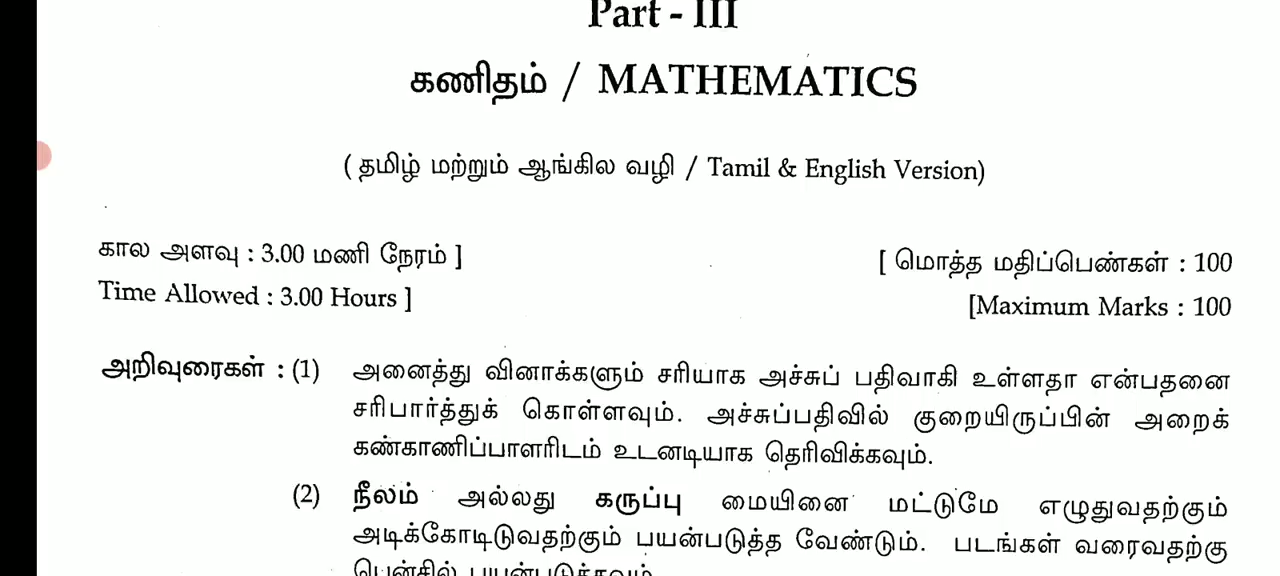 Part - III
கணிதம் / MATHEMATICS
( தமிழ் மற்றும் ஆங்கில வழி / Tamil & English Version)
கால அளவு : 3.00 மணி நேரம் ]
[ மொத்த மதிப்பெண்கள் : 100
Time Allowed : 3.00 Hours ]
[Maximum Marks : 100
அறிவுரைகள் : (1) அனைத்து வினாக்களும் சரியாக அச்சுப் பதிவாகி உள்ளதா என்பதனை
சரிபார்த்துக் கொள்ளவும். அச்சுப்பதிவில் குறையிருப்பின் அறைக்
கண்காணிப்பாளரிடம் உடனடியாக தெரிவிக்கவும்.
(2) நீலம் அல்லது கருப்பு மையினை மட்டுமே எழுதுவதற்கும்
அடிக்கோடிடுவதற்கும் பயன்படுத்த வேண்டும். படங்கள் வரைவதற்கு
பென்சில் பயன்படுத்தவும்.